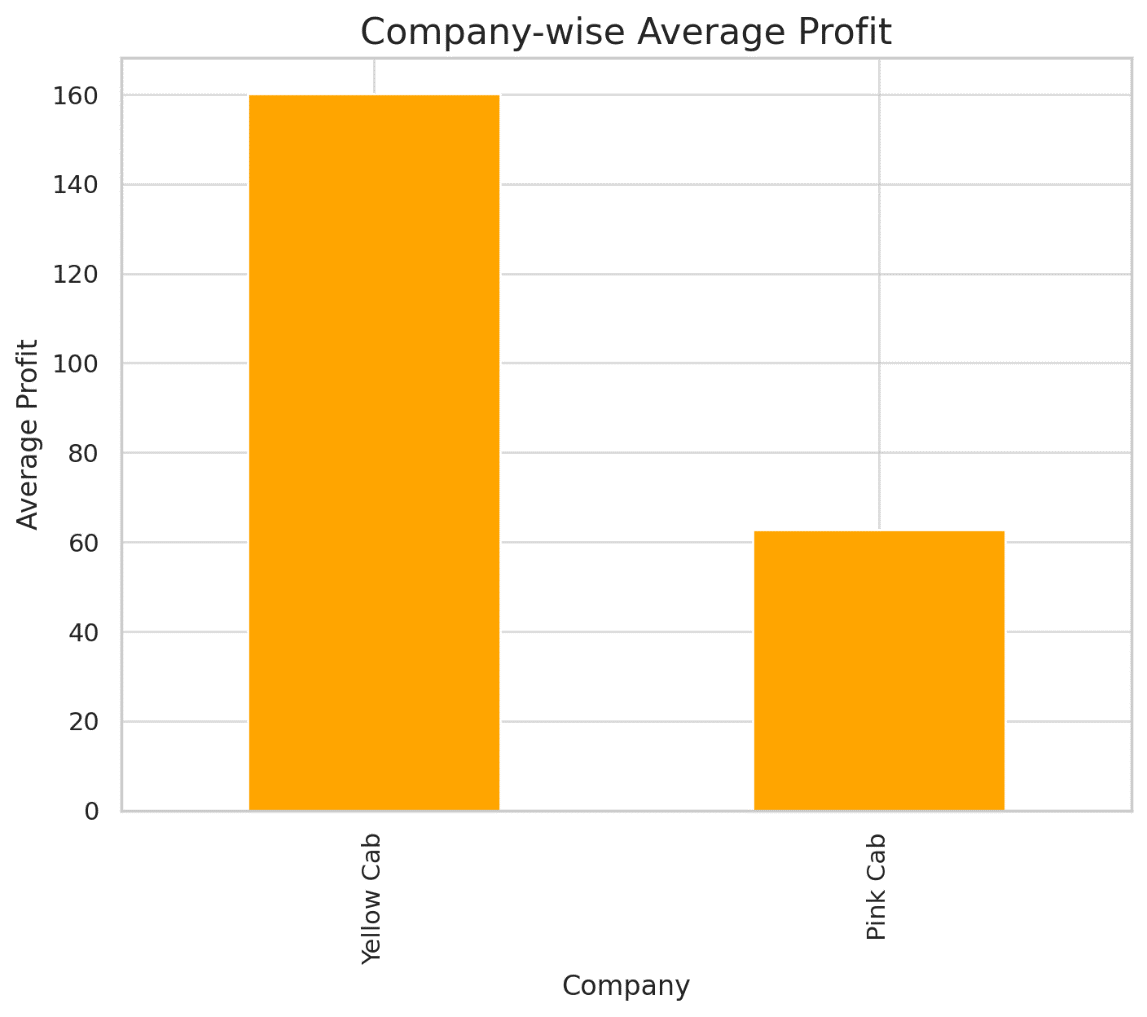 Company-wise Average Profit
160
140
120
100
80
60
40
20
0
Average Profit
Yellow Cab
Pink Cab
Company